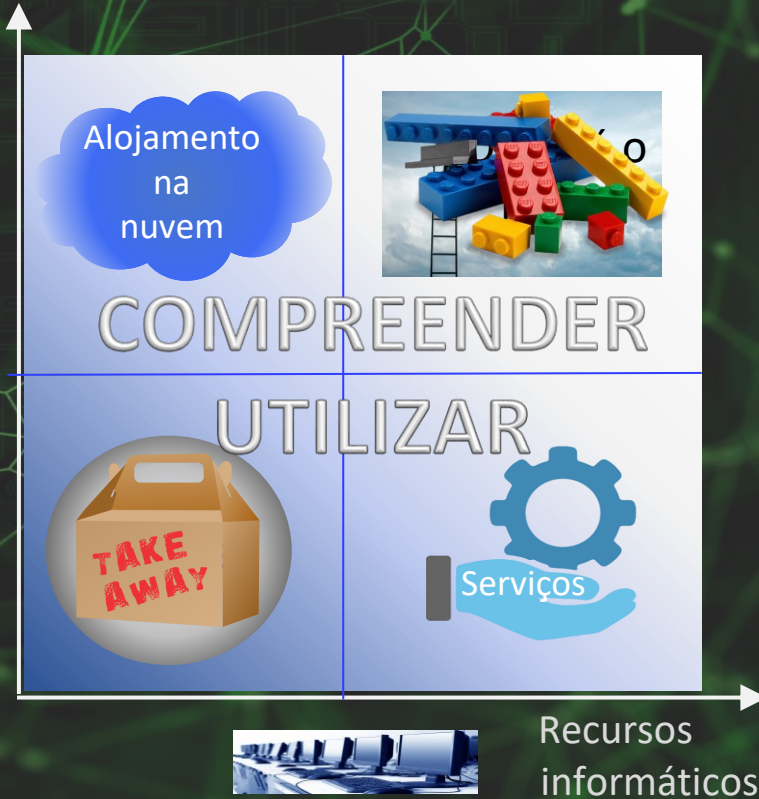 Alojamento
na
nuvem
COMPREENDER
UTILIZAR
TAKE
AWAY
Serviços
Recursos
informáticos